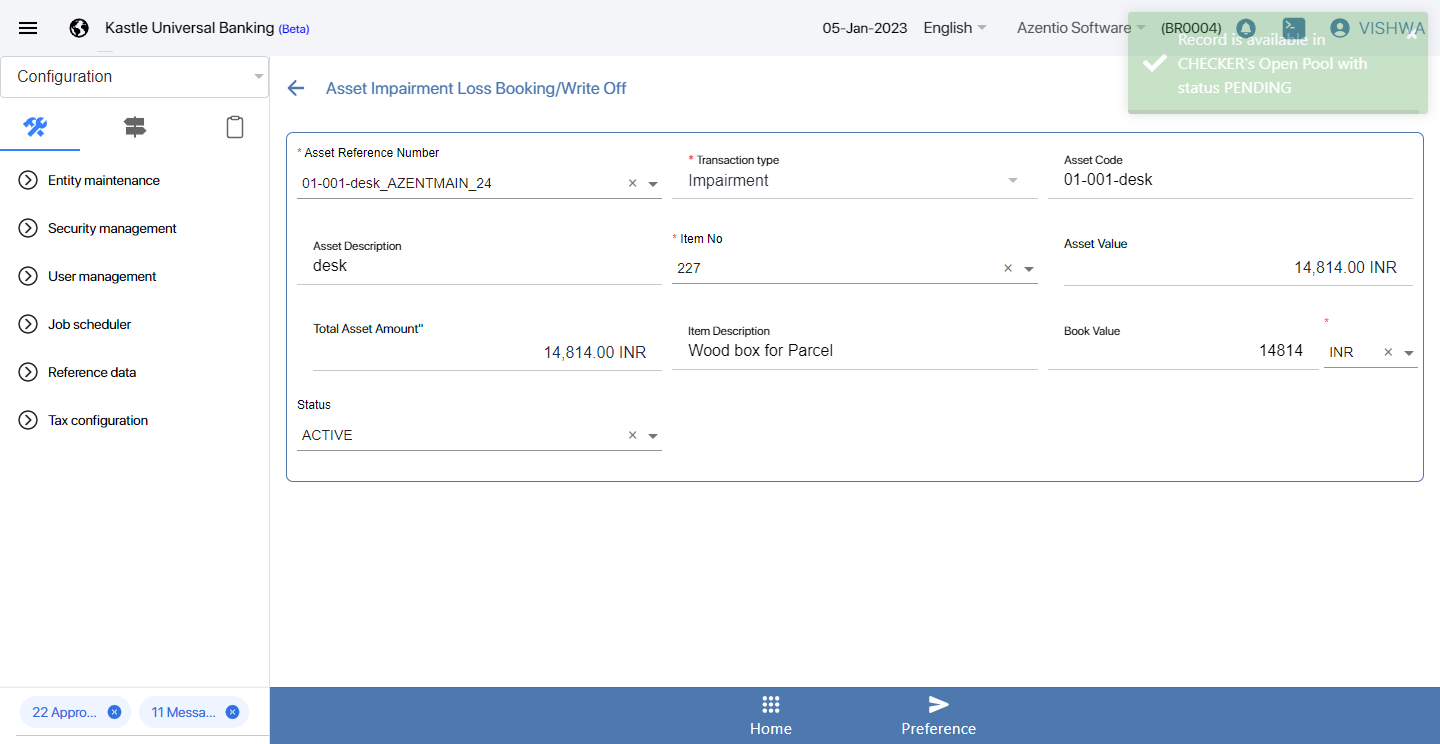 Kastle Universal Banking (Beta)
05-Jan-2023
English
Azentio Software
(BR0004)
VISHWA
Record is available in
CHECKER's Open Pool with
status PENDING
×
Configuration
Asset Impairment Loss Booking/Write Off
Entity maintenance
Security management
User management
Job scheduler
Reference data
Tax configuration
* Asset Reference Number
01-001-desk_AZENTMAIN_24 ×
* Transaction type
Impairment
Asset Code
01-001-desk
Asset Description
desk
* Item No
227 ×
Asset Value
14,814.00 INR
Total Asset Amount"
14,814.00 INR
Item Description
Wood box for Parcel
Book Value
14814
*
INR ×
Status
ACTIVE ×
22 Appro...
11 Messa...
Home
Preference